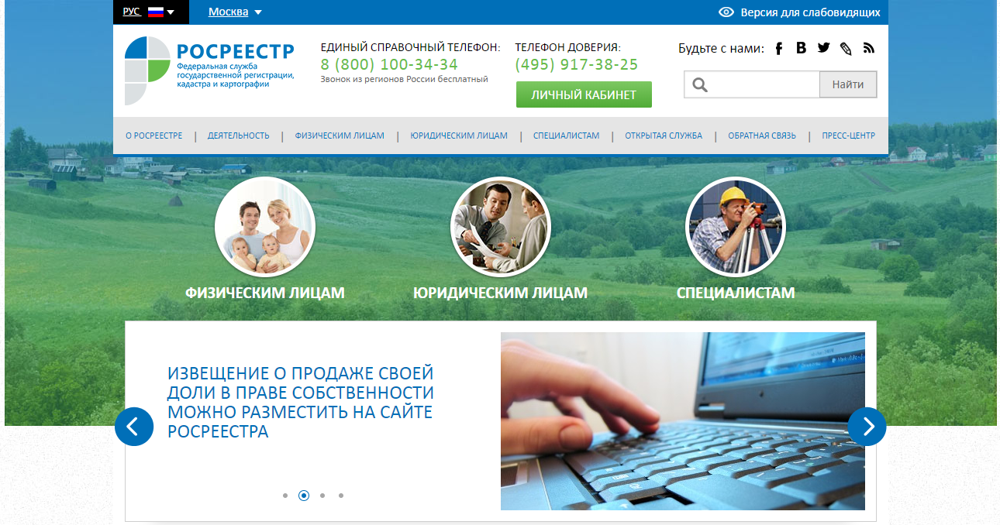 РУС
Москва
Версия для слабовидящих
РОСРЕЕСТР
Федеральная служба
государственной регистрации,
кадастра и картографии
ЕДИНЫЙ СПРАВОЧНЫЙ ТЕЛЕФОН:
8 (800) 100-34-34
Звонок из регионов России бесплатный
ТЕЛЕФОН ДОВЕРИЯ:
(495) 917-38-25
ЛИЧНЫЙ КАБИНЕТ
Будьте с нами:
Найти
О РОСРЕЕСТРЕ | ДЕЯТЕЛЬНОСТЬ | ФИЗИЧЕСКИМ ЛИЦАМ | ЮРИДИЧЕСКИМ ЛИЦАМ | СПЕЦИАЛИСТАМ | ОТКРЫТАЯ СЛУЖБА | ОБРАТНАЯ СВЯЗЬ | ПРЕСС-ЦЕНТР
ФИЗИЧЕСКИМ ЛИЦАМ
ЮРИДИЧЕСКИМ ЛИЦАМ
СПЕЦИАЛИСТАМ
ИЗВЕЩЕНИЕ О ПРОДАЖЕ СВОЕЙ
ДОЛИ В ПРАВЕ СОБСТВЕННОСТИ
МОЖНО РАЗМЕСТИТЬ НА САЙТЕ
РОСРЕЕСТРА